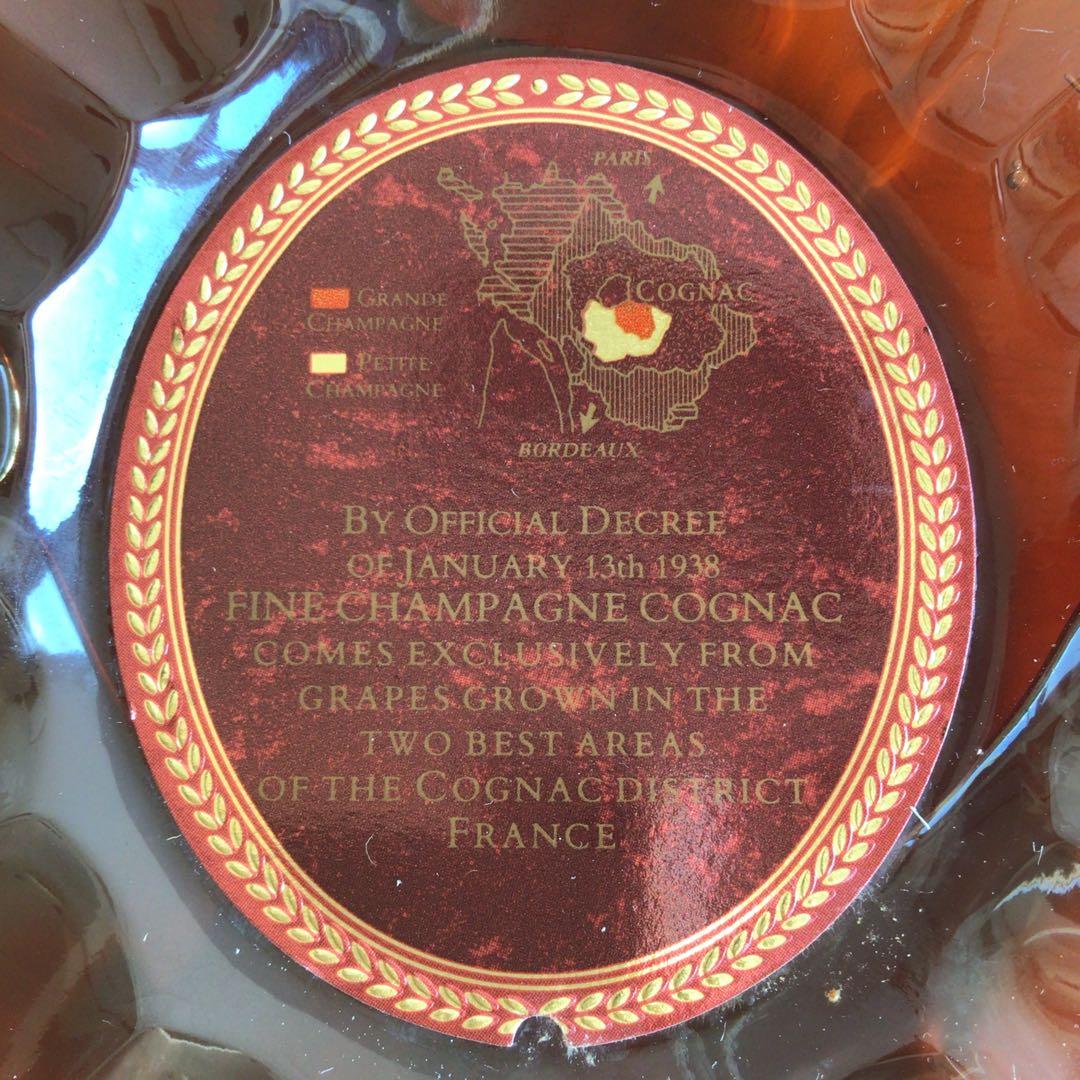 PARIS
COGNAC
GRANDE
CHAMPAGNE
PETITE
CHAMPAGNE
BORDEAUX
BY OFFICIAL DECREE
OF JANUARY 13th 1938
FINE CHAMPAGNE COGNAC
COMES EXCLUSIVELY FROM
GRAPES GROWN IN THE
TWO BEST AREAS
OF THE COGNAC DISTRICT
FRANCE